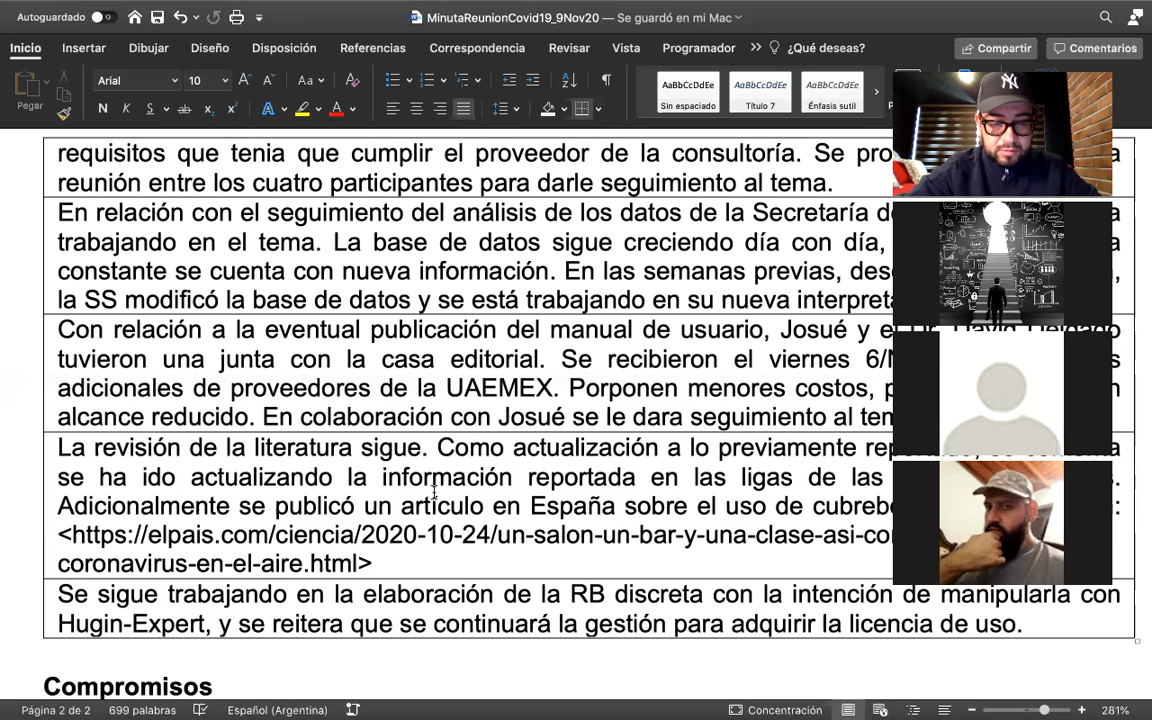 Autoguardado
MinutaReunionCovid19_9Nov20 — Se guardó en mi Mac
Inicio Insertar Dibujar Diseño Disposición Referencias Correspondencia Revisar Vista Programador >> ¿Qué deseas? Compartir Comentarios
Pegar Arial 10 Aa AaBbCcDdEe AaBbCcDdEe AaBbCcDdEe
N K S ab x₂ x² A A Sin espaciado Título 7 Énfasis sutil
requisitos que tenia que cumplir el proveedor de la consultoría. Se
reunión entre los cuatro participantes para darle seguimiento al tema.
En relación con el seguimiento del análisis de los datos de la Secretaría
trabajando en el tema. La base de datos sigue creciendo día con día,
constante se cuenta con nueva información. En las semanas previas,
la SS modificó la base de datos y se está trabajando en su nueva
Con relación a la eventual publicación del manual de usuario, Josué y el Dr. David Delgado
tuvieron una junta con la casa editorial. Se recibieron el viernes
adicionales de proveedores de la UAEMEX. Porponen menores costos,
alcance reducido. En colaboración con Josué se le dara seguimiento al
La revisión de la literatura sigue. Como actualización a lo previamente
se ha ido actualizando la información reportada en las ligas de las
Adicionalmente se publicó un artículo en España sobre el uso de
<https://elpais.com/ciencia/2020-10-24/un-salon-un-bar-y-una-clase-asi-
coronavirus-en-el-aire.html>
Se sigue trabajando en la elaboración de la RB discreta con la intención de manipularla con
Hugin-Expert, y se reitera que se continuará la gestión para adquirir la licencia de uso.
Compromisos
Página 2 de 2 699 palabras Español (Argentina) Concentración 281%